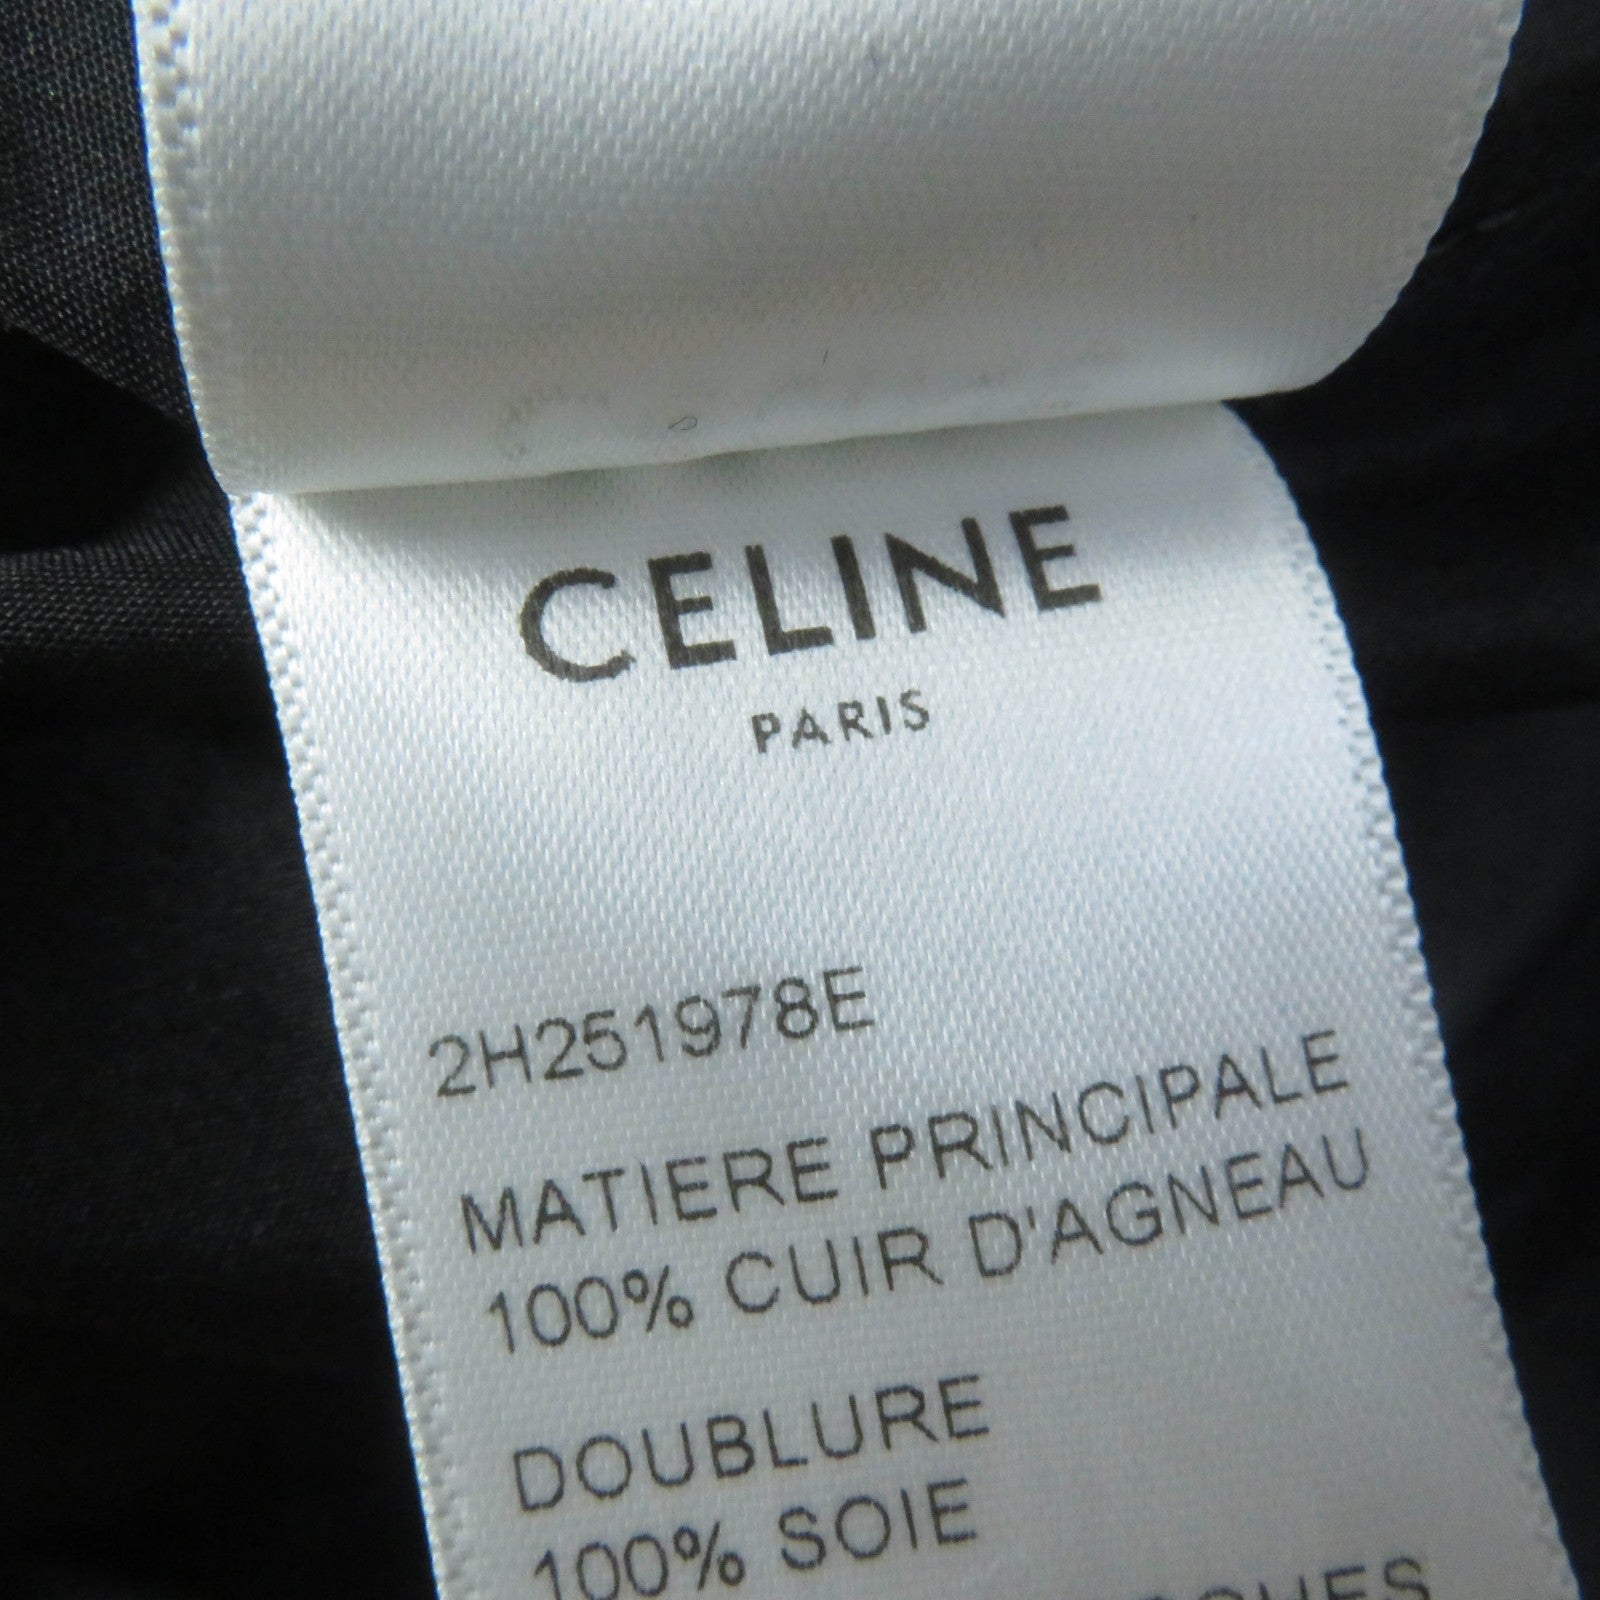 CELINE
PARIS
2H251978E
MATIERE PRINCIPALE
100% CUIR D'AGNEAU
DOUBLURE
100% SOIE